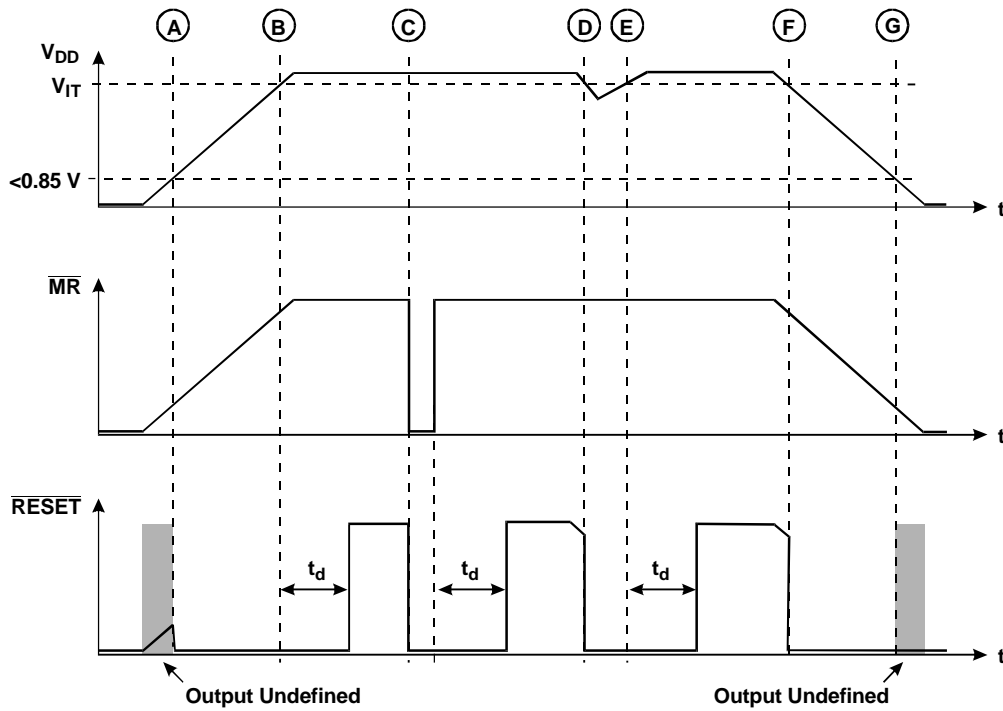 A B C D E F G
VDD
VIT
<0.85 V
t
MR
t
RESET
td td td
t
Output Undefined Output Undefined